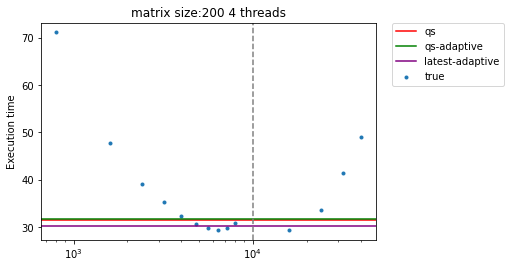 matrix size:200 4 threads
qs
qs-adaptive
latest-adaptive
true
Execution time
70
60
50
40
30
10³
10⁴